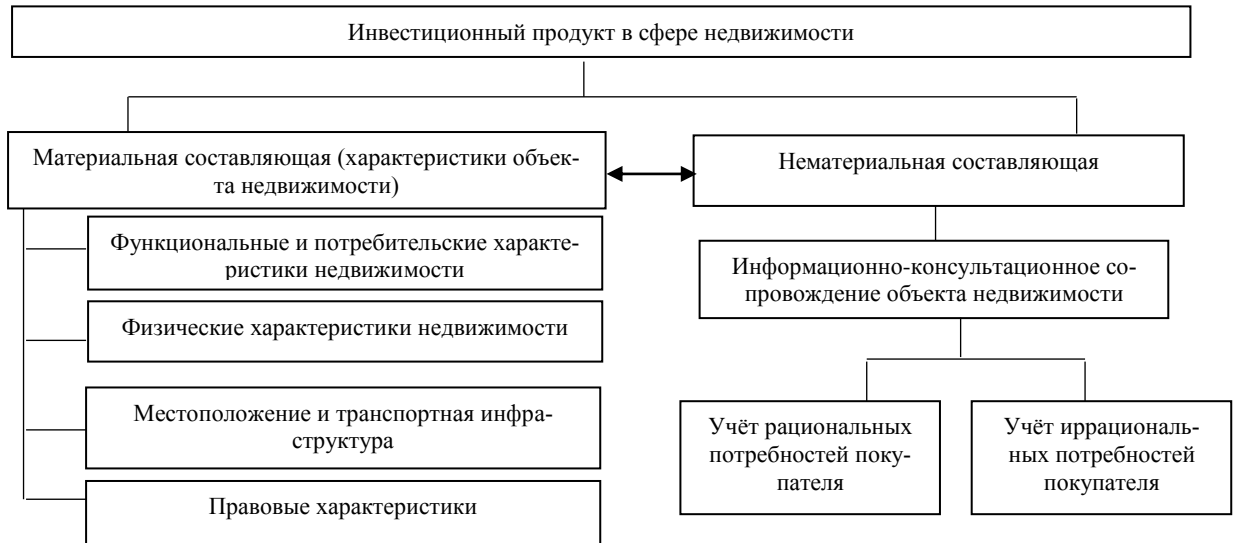 Инвестиционный продукт в сфере недвижимости
Материальная составляющая (характеристики объек-
та недвижимости)
Нематериальная составляющая
Функциональные и потребительские характе-
ристики недвижимости
Физические характеристики недвижимости
Местоположение и транспортная инфра-
структура
Правовые характеристики
Информационно-консультационное со-
провождение объекта недвижимости
Учёт рациональных
потребностей поку-
пателя
Учёт иррациональ-
ных потребностей
покупателя